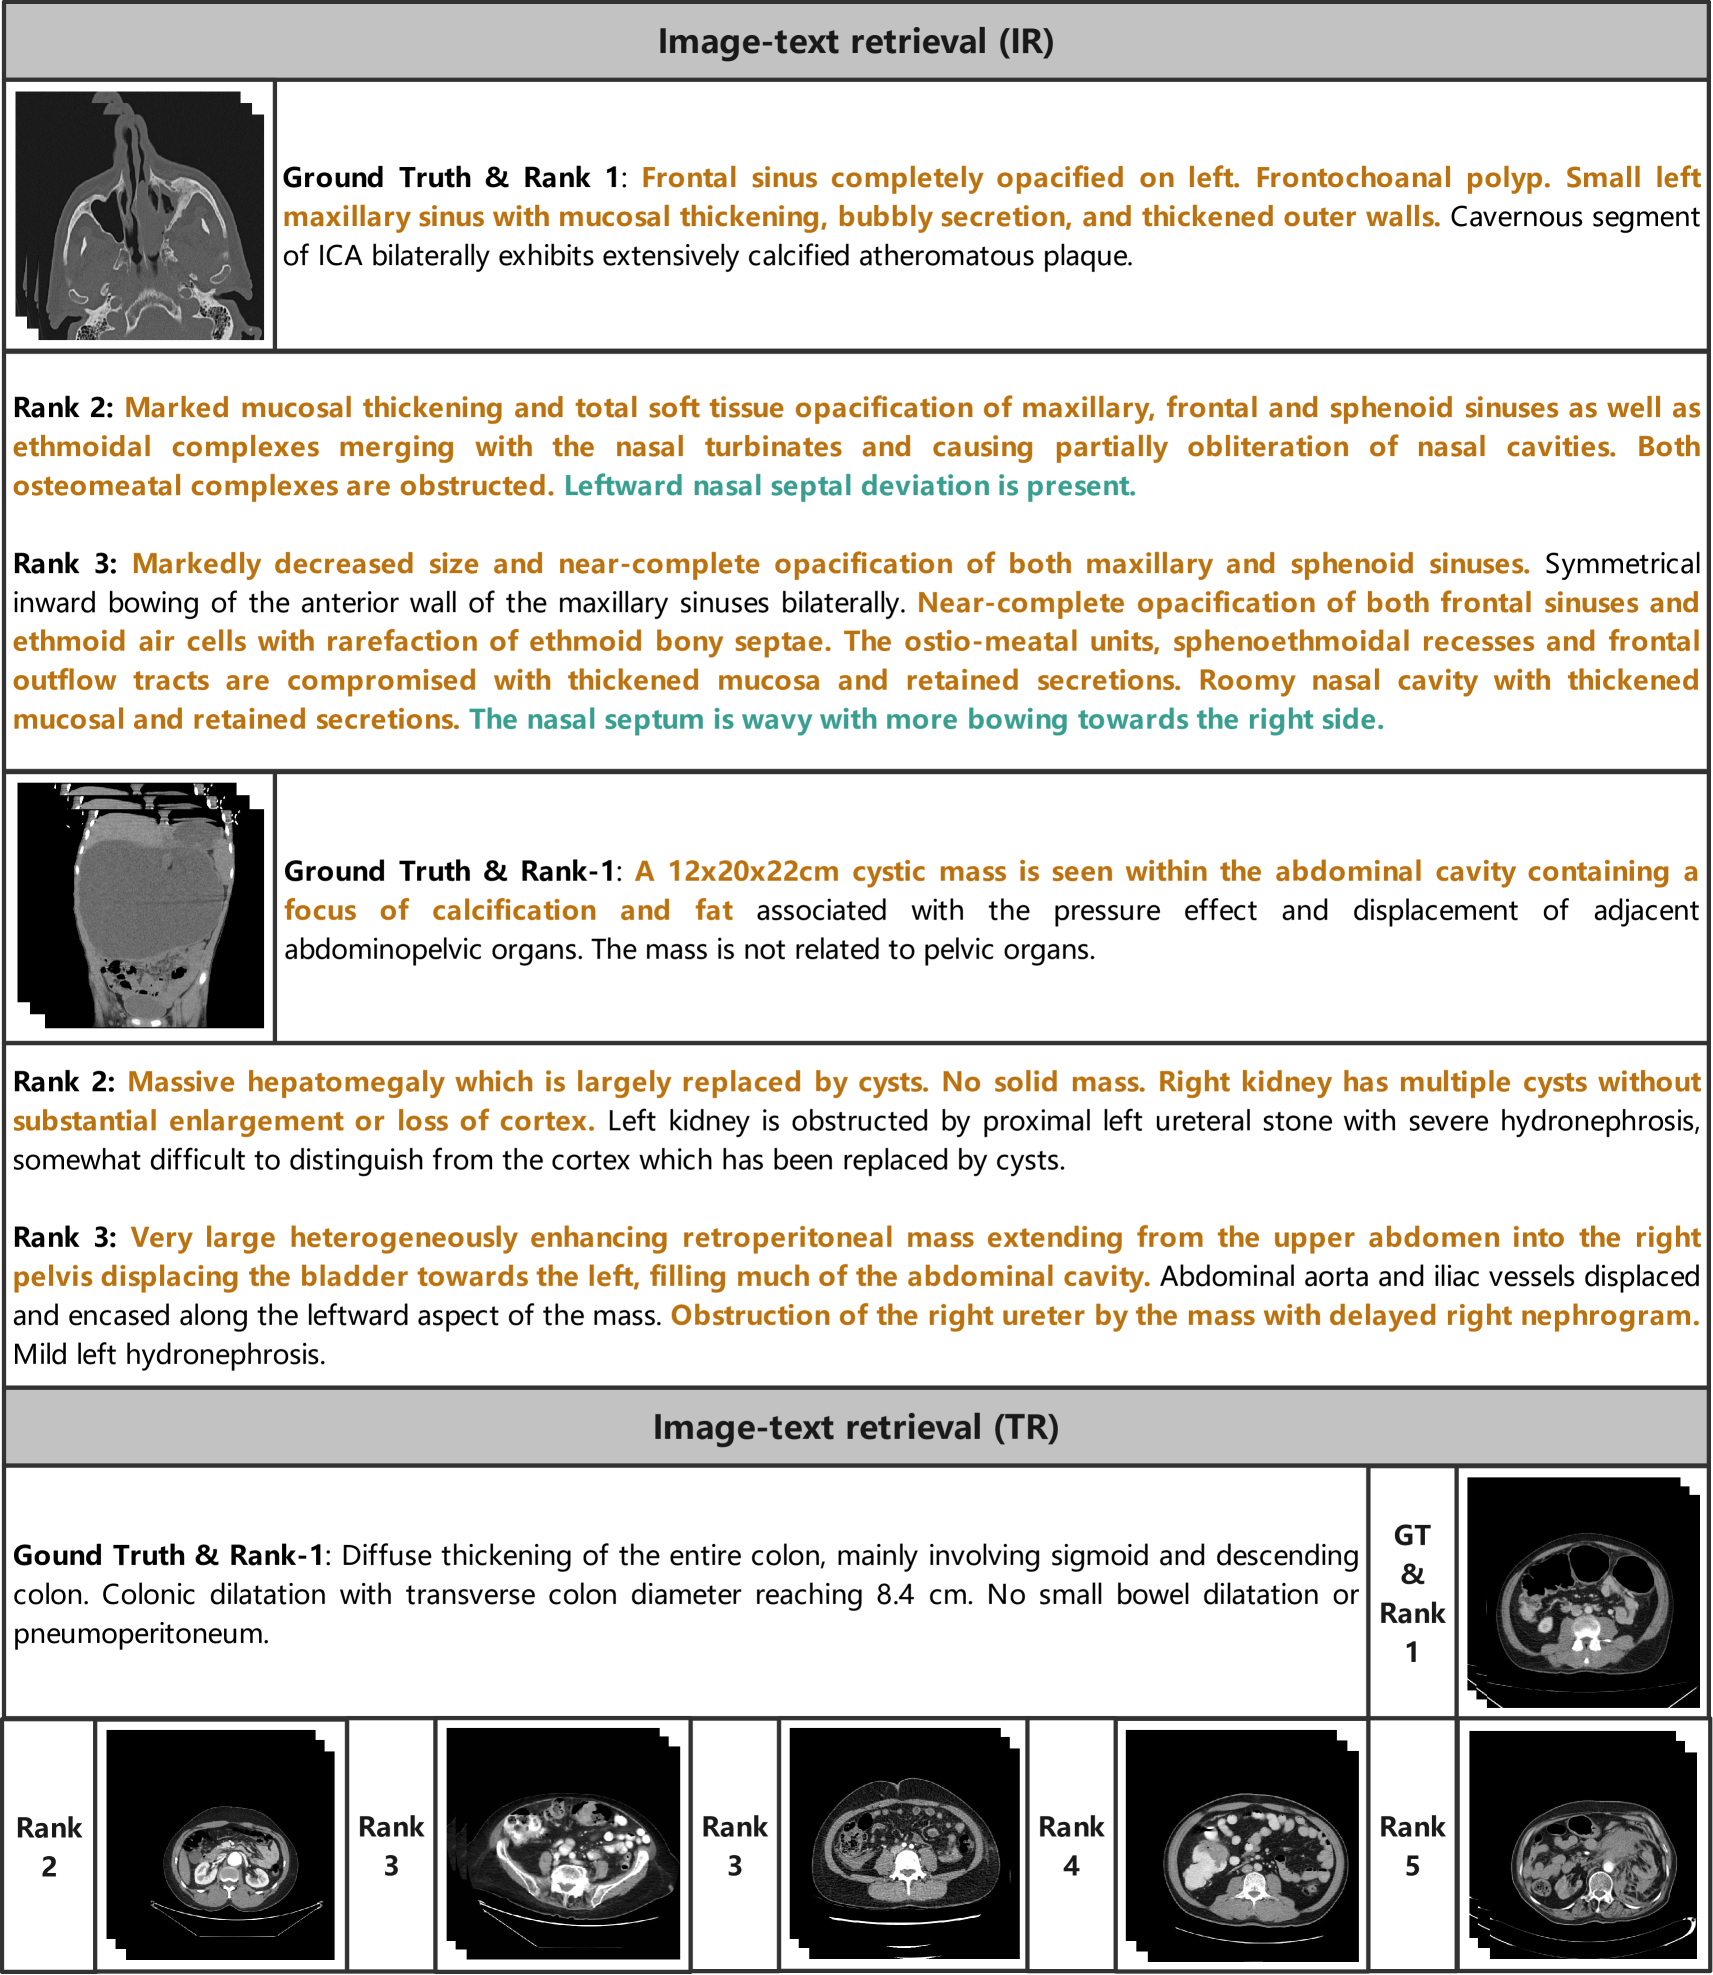 Image-text retrieval (IR)
Ground Truth & Rank 1: Frontal sinus completely opacified on left. Frontochoanal polyp. Small left
maxillary sinus with mucosal thickening, bubbly secretion, and thickened outer walls. Cavernous segment
of ICA bilaterally exhibits extensively calcified atheromatous plaque.
Rank 2: Marked mucosal thickening and total soft tissue opacification of maxillary, frontal and sphenoid sinuses as well as
ethmoidal complexes merging with the nasal turbinates and causing partially obliteration of nasal cavities. Both
osteomeatal complexes are obstructed. Leftward nasal septal deviation is present.
Rank 3: Markedly decreased size and near-complete opacification of both maxillary and sphenoid sinuses. Symmetrical
inward bowing of the anterior wall of the maxillary sinuses bilaterally. Near-complete opacification of both frontal sinuses and
ethmoid air cells with rarefaction of ethmoid bony septae. The ostio-meatal units, sphenoethmoidal recesses and frontal
outflow tracts are compromised with thickened mucosa and retained secretions. Roomy nasal cavity with thickened
mucosal and retained secretions. The nasal septum is wavy with more bowing towards the right side.
Ground Truth & Rank-1: A 12x20x22cm cystic mass is seen within the abdominal cavity containing a
focus of calcification and fat associated with the pressure effect and displacement of adjacent
abdominopelvic organs. The mass is not related to pelvic organs.
Rank 2: Massive hepatomegaly which is largely replaced by cysts. No solid mass. Right kidney has multiple cysts without
substantial enlargement or loss of cortex. Left kidney is obstructed by proximal left ureteral stone with severe hydronephrosis,
somewhat difficult to distinguish from the cortex which has been replaced by cysts.
Rank 3: Very large heterogeneously enhancing retroperitoneal mass extending from the upper abdomen into the right
pelvis displacing the bladder towards the left, filling much of the abdominal cavity. Abdominal aorta and iliac vessels displaced
and encased along the leftward aspect of the mass. Obstruction of the right ureter by the mass with delayed right nephrogram.
Mild left hydronephrosis.
Image-text retrieval (TR)
Gound Truth & Rank-1: Diffuse thickening of the entire colon, mainly involving sigmoid and descending
colon. Colonic dilatation with transverse colon diameter reaching 8.4 cm. No small bowel dilatation or
pneumoperitoneum.
GT
&
Rank
1
Rank
2
Rank
3
Rank
3
Rank
4
Rank
5